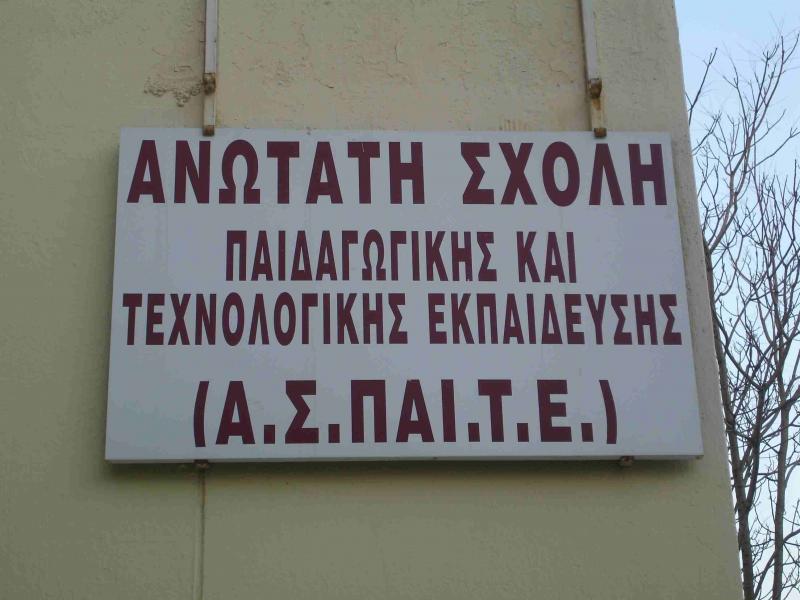 ΑΝΩΤΑΤΗ ΣΧΟΛΗ
ΠΑΙΔΑΓΩΓΙΚΗΣ ΚΑΙ
ΤΕΧΝΟΛΟΓΙΚΗΣ ΕΚΠΑΙΔΕΥΣΗΣ
(Α.Σ.ΠΑΙ.Τ.Ε.)